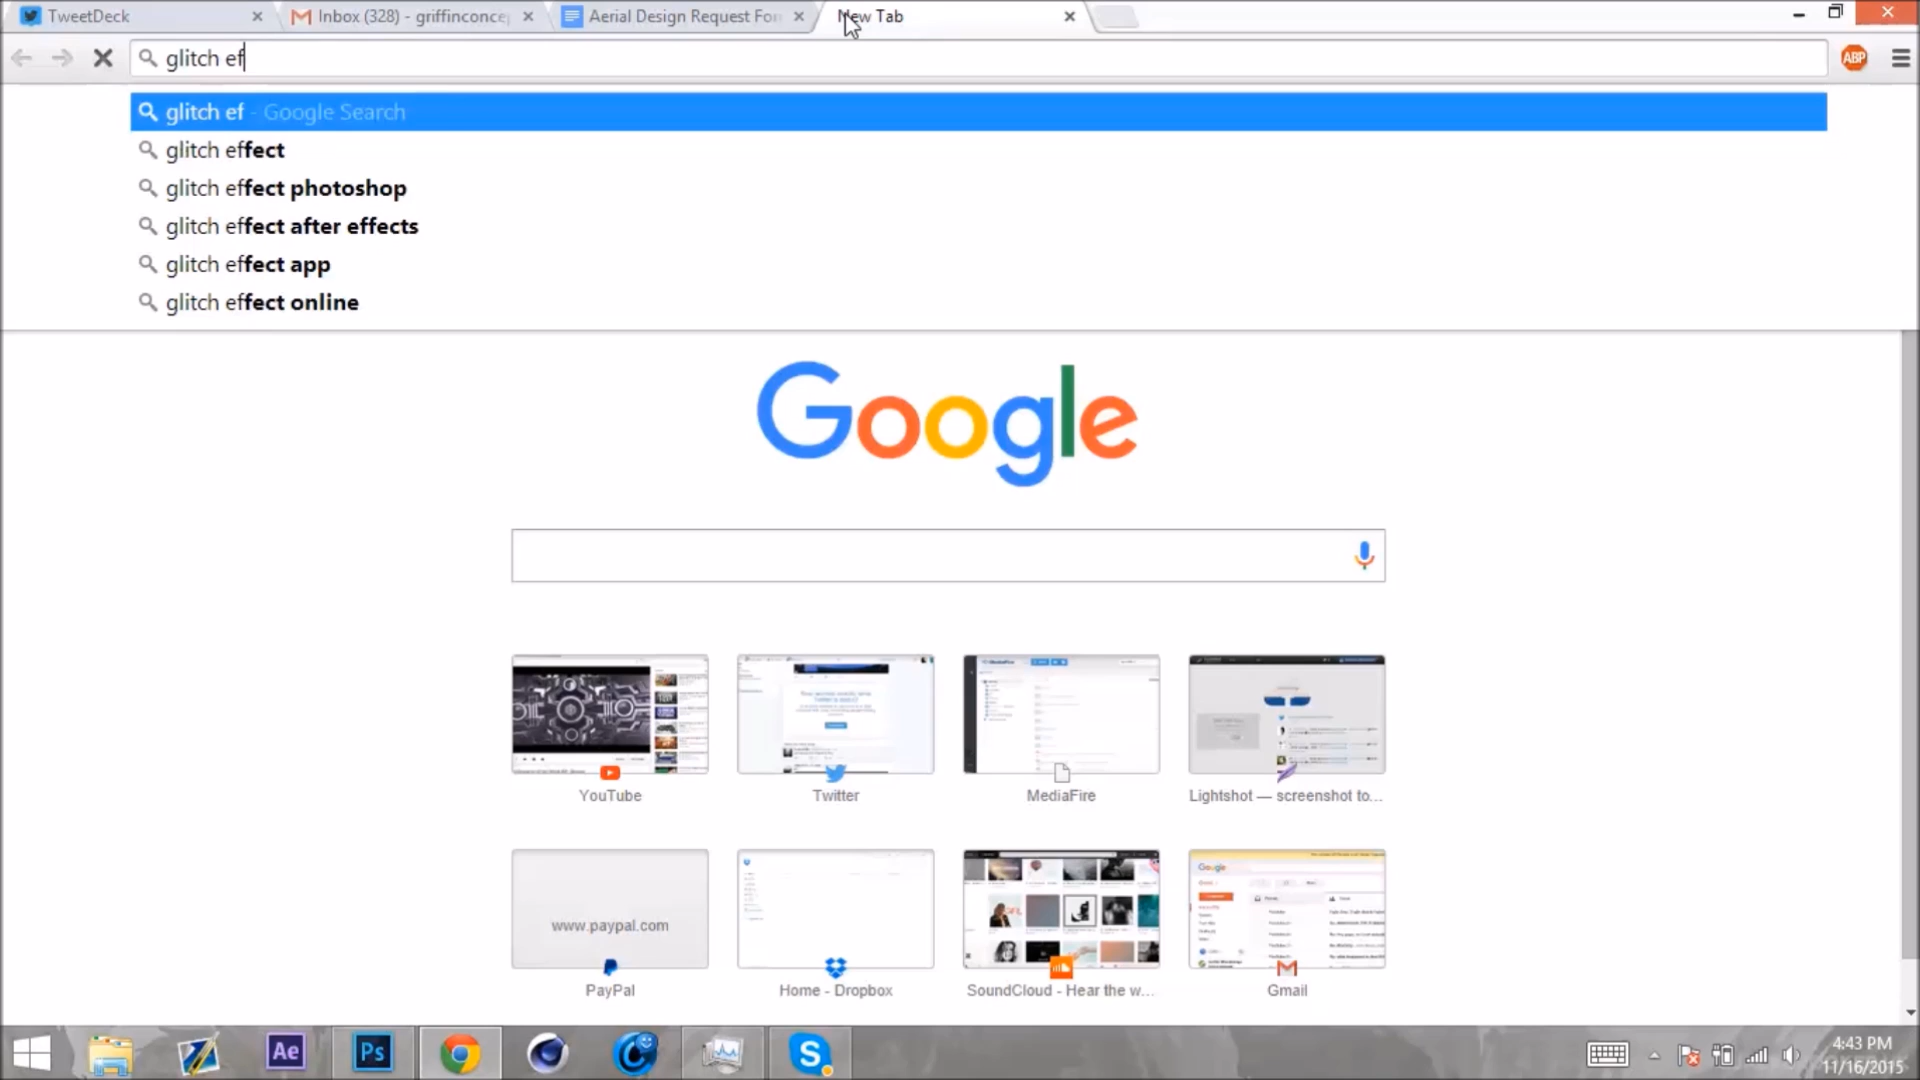 TweetDeck
Inbox (328) - griffinconcep
Aerial Design Request For
New Tab
glitch ef
ABP
glitch ef - Google Search
glitch effect
glitch effect photoshop
glitch effect after effects
glitch effect app
glitch effect online
Google
YouTube
Twitter
MediaFire
Lightshot — screenshot to...
www.paypal.com
PayPal
Home - Dropbox
SoundCloud - Hear the w...
Gmail
Ae
Ps
4:43 PM
11/16/2015